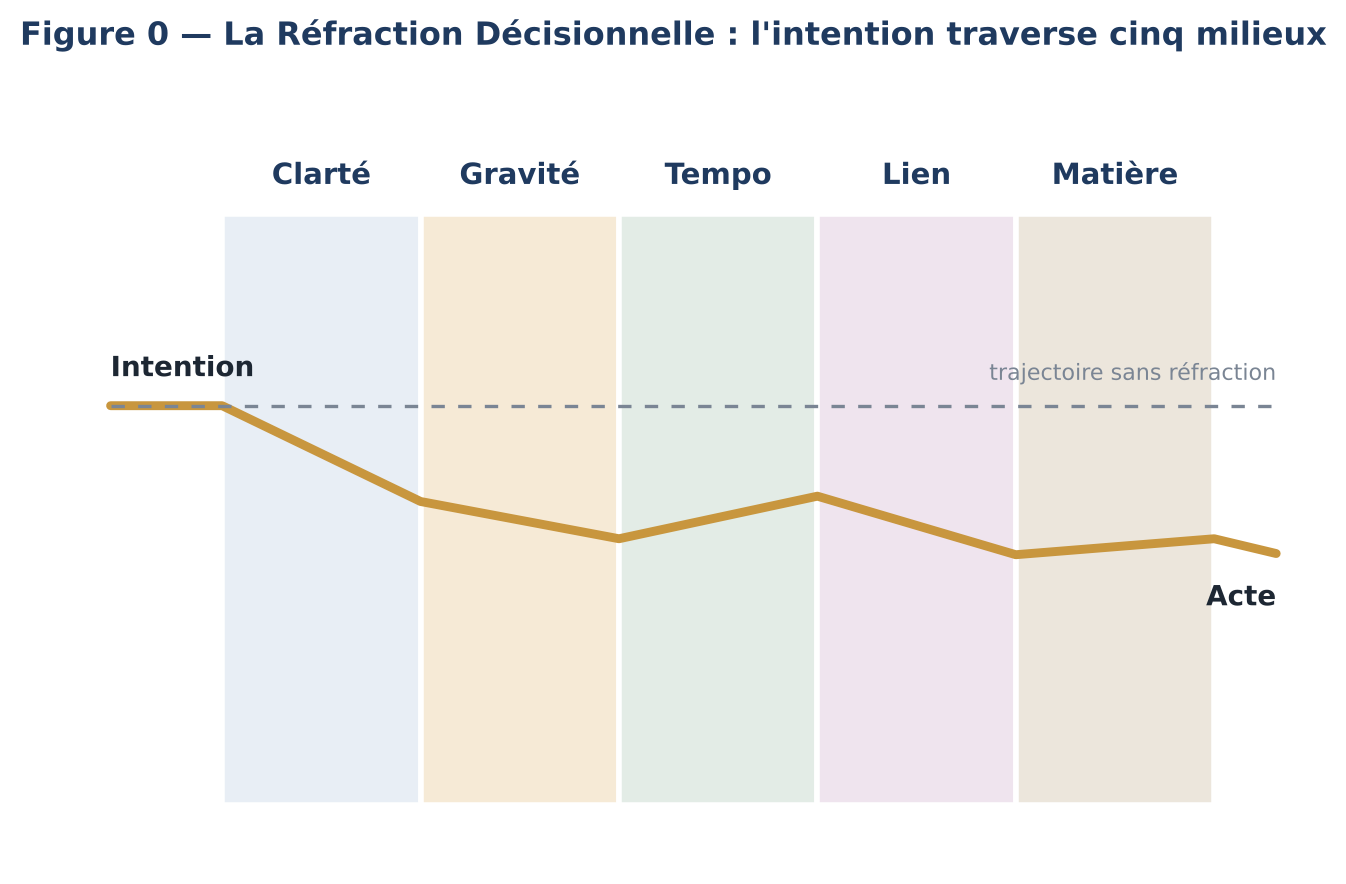 Figure 0 — La Réfraction Décisionnelle : l'intention traverse cinq milieux
Clarté Gravité Tempo Lien Matière
Intention
trajectoire sans réfraction
Acte